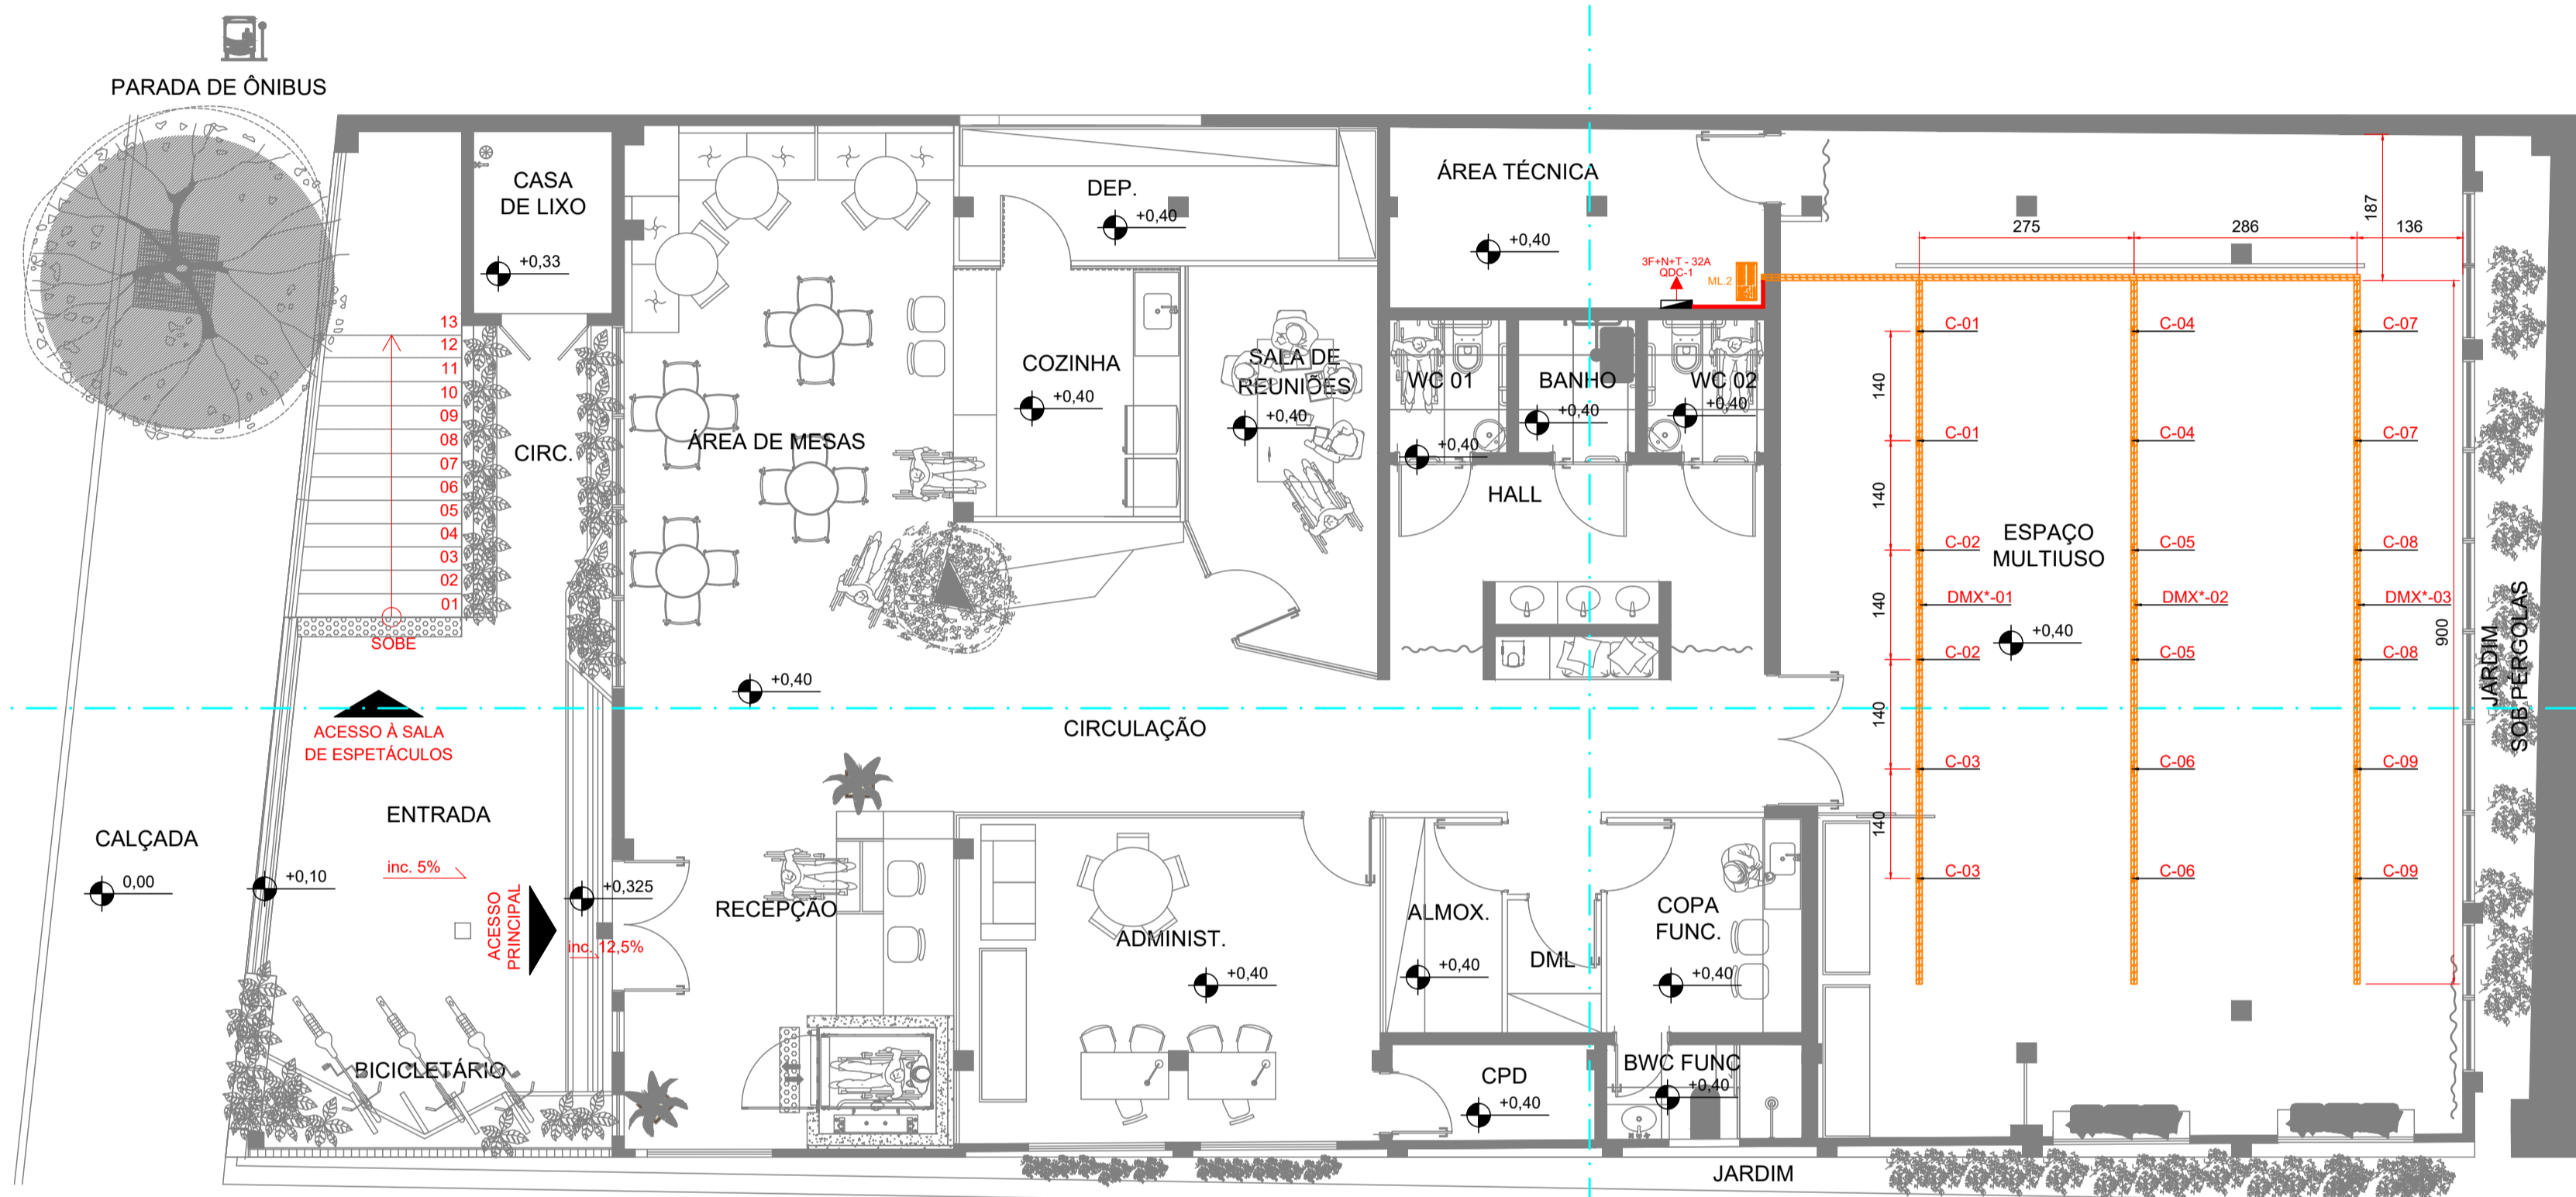 PARADA DE ÔNIBUS
CASA
DE LIXO
+0,33
DEP.
+0,40
ÁREA TÉCNICA
+0,40
3F+N+T - 32A
QDC-1
ML.2
275
286
136
187
13
12
11
10
09
08
07
06
05
04
03
02
01
SOBE
CIRC.
ÁREA DE MESAS
COZINHA
+0,40
SALA DE
REUNIÕES
+0,40
WC 01
+0,40
BANHO
+0,40
WC 02
+0,40
HALL
C-01
C-04
C-07
140
C-01
C-04
C-07
140
C-02
C-05
C-08
ESPAÇO
MULTIUSO
+0,40
140
DMX*-01
DMX*-02
DMX*-03
900
C-02
C-05
C-08
140
C-03
C-06
C-09
140
C-03
C-06
C-09
JARDIM
SOB PERGOLAS
+0,40
CIRCULAÇÃO
ACESSO À SALA
DE ESPETÁCULOS
ENTRADA
CALÇADA
0,00
+0,10
inc. 5%
ACESSO
PRINCIPAL
+0,325
inc. 12,5%
RECEPÇÃO
ADMINIST.
+0,40
ALMOX.
+0,40
DML
COPA
FUNC.
+0,40
BICICLETÁRIO
CPD
+0,40
BWC FUNC
+0,40
JARDIM